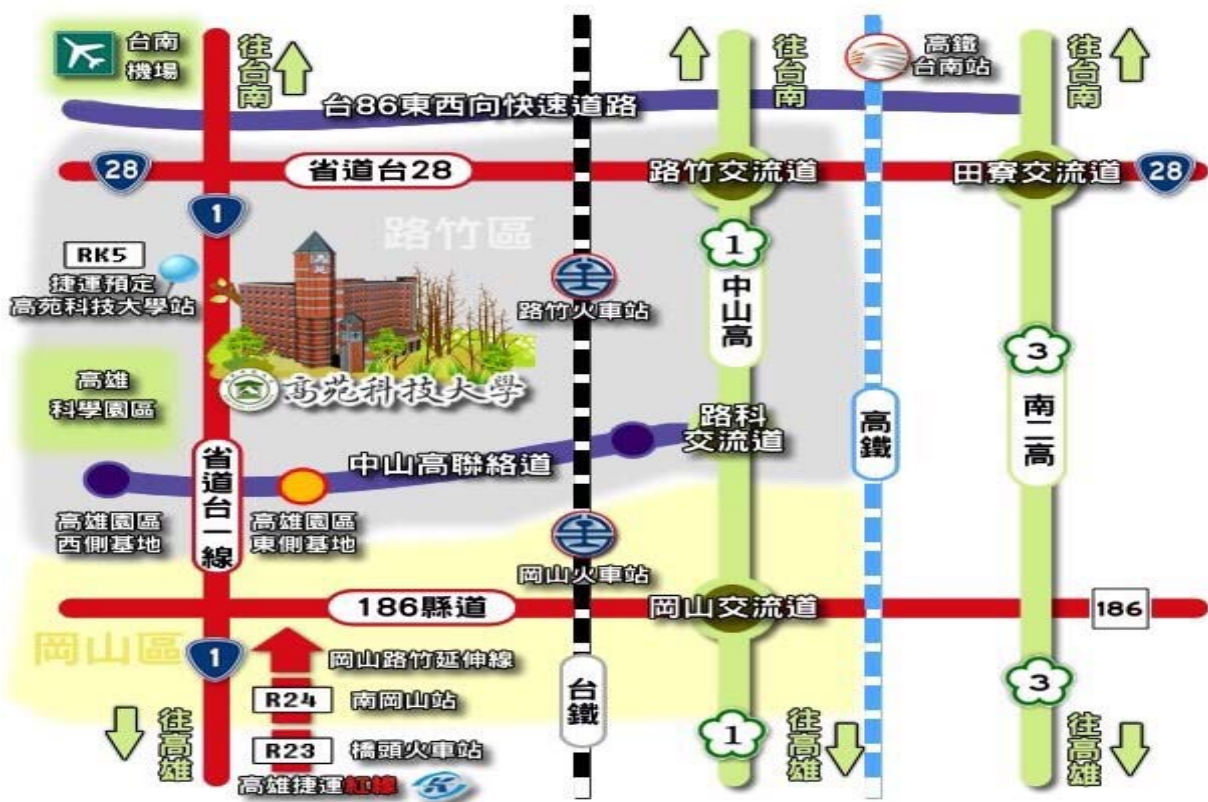 台南
機場
往台南
往台南
高鐵
台南站
往台南
台86東西向快速道路
28
省道台28
路竹交流道
田寮交流道
28
1
路竹區
1
RK5
捷運預定
高苑科技大學站
路竹火車站
中山高
3
高雄
科學園區
高苑科技大學
高鐵
南二高
路科
交流道
省道台一線
中山高聯絡道
高雄園區
西側基地
高雄園區
東側基地
岡山火車站
186縣道
岡山交流道
186
岡山區
1
岡山路竹延伸線
台鐵
3
R24
南岡山站
1
往高雄
往高雄
往高雄
R23
橋頭火車站
高雄捷運紅線